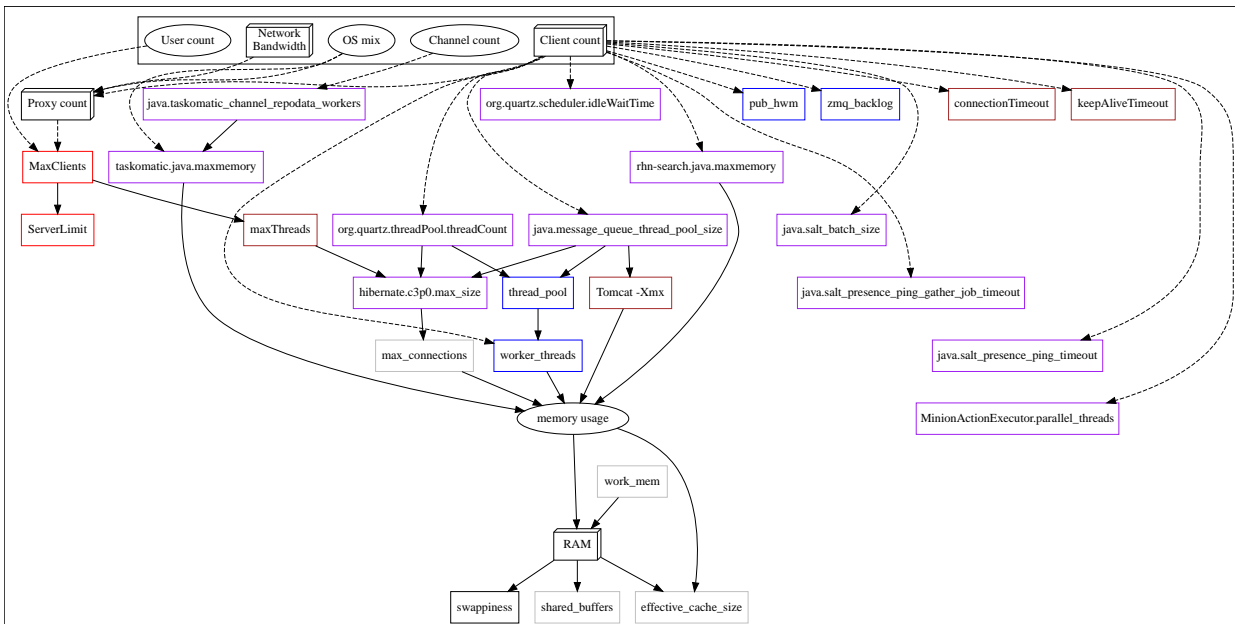 User count
Network
Bandwidth
OS mix
Channel count
Client count
Proxy count
java.taskomatic_channel_repodata_workers
org.quartz.scheduler.idleWaitTime
pub_hwm
zmq_backlog
connectionTimeout
keepAliveTimeout
MaxClients
taskomatic.java.maxmemory
rhn-search.java.maxmemory
ServerLimit
maxThreads
org.quartz.threadPool.threadCount
java.message_queue_thread_pool_size
java.salt_batch_size
hibernate.c3p0.max_size
thread_pool
Tomcat -Xmx
java.salt_presence_ping_gather_job_timeout
max_connections
worker_threads
java.salt_presence_ping_timeout
memory usage
MinionActionExecutor.parallel_threads
work_mem
RAM
swappiness
shared_buffers
effective_cache_size